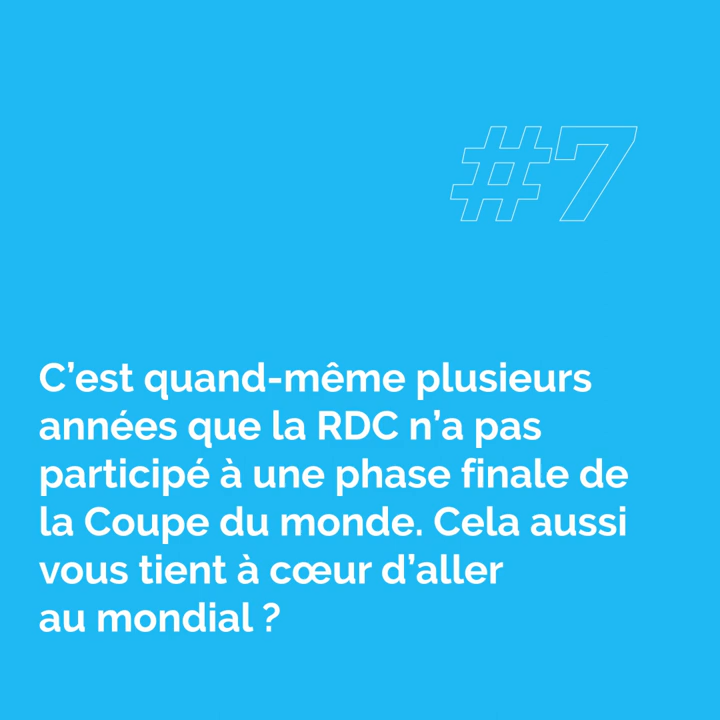 #7
C’est quand-même plusieurs
années que la RDC n’a pas
participé à une phase finale de
la Coupe du monde. Cela aussi
vous tient à cœur d’aller
au mondial ?